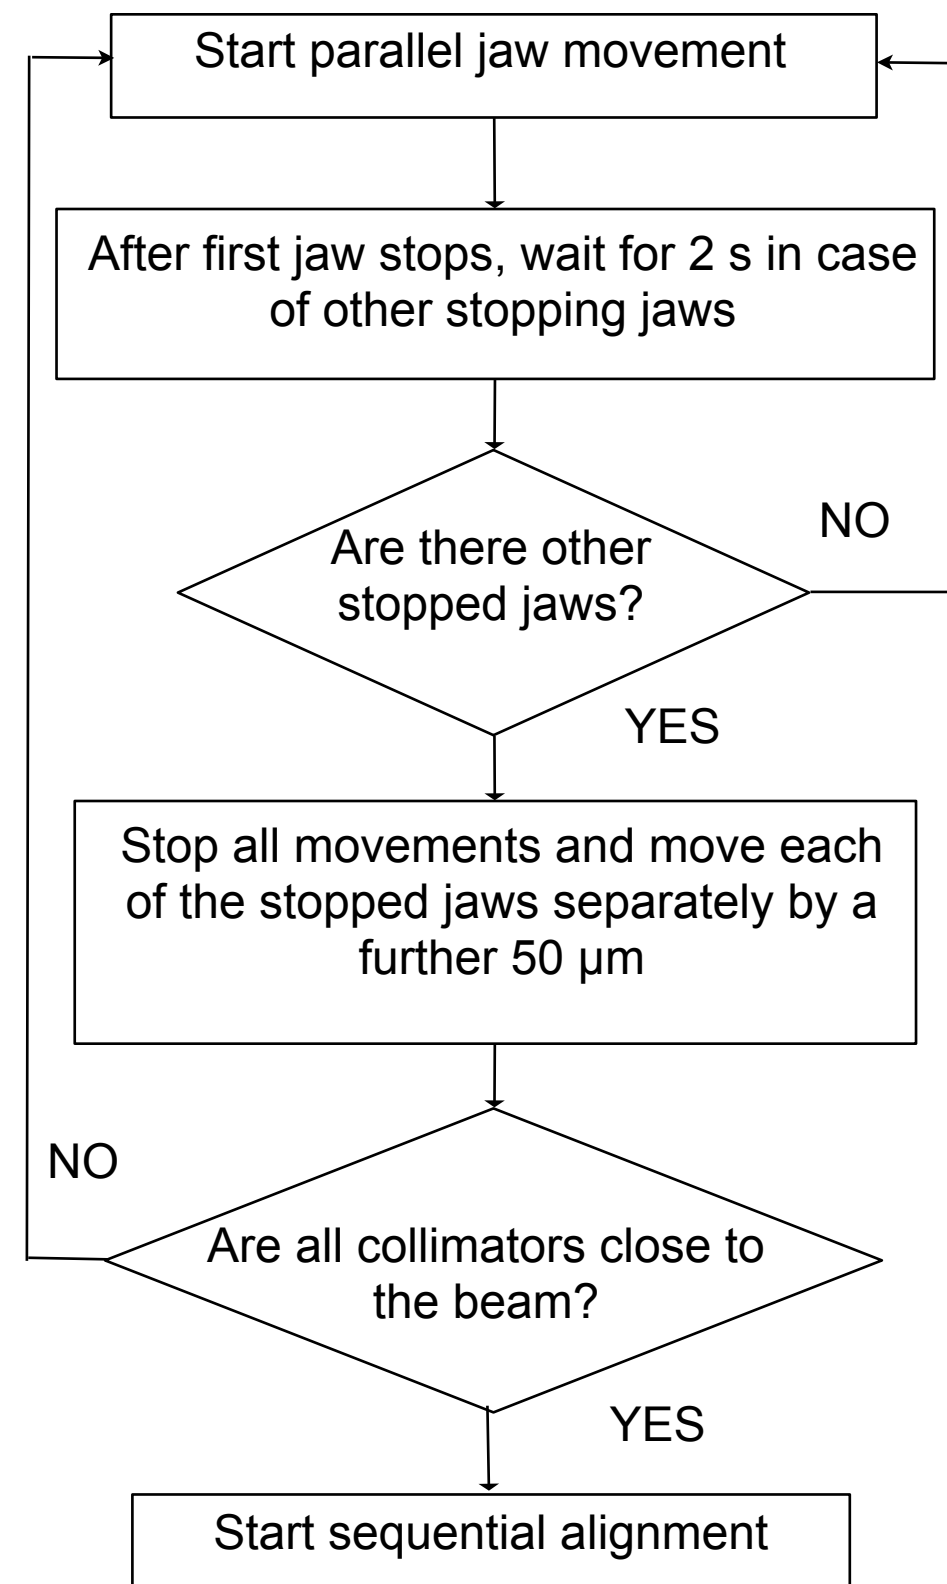 Start parallel jaw movement
After first jaw stops, wait for 2 s in case
of other stopping jaws
Are there other
stopped jaws?
NO
YES
Stop all movements and move each
of the stopped jaws separately by a
further 50 µm
NO
Are all collimators close to
the beam?
YES
Start sequential alignment